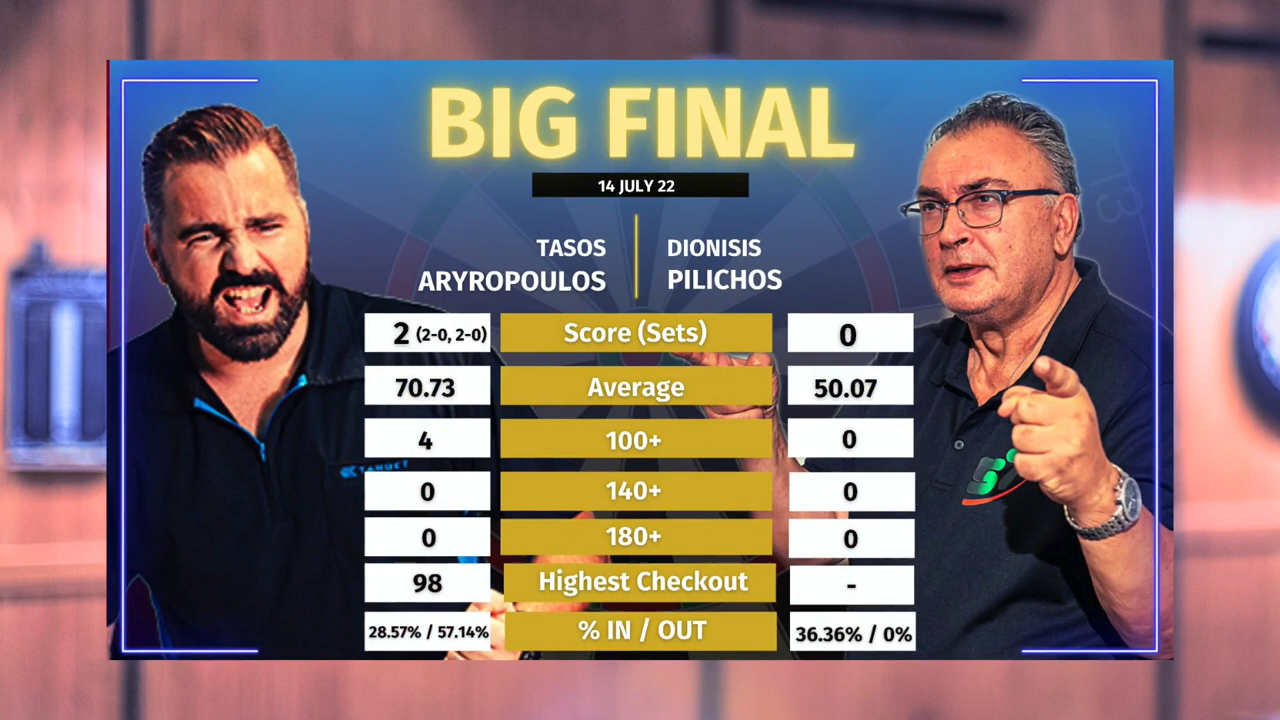 BIG FINAL
14 JULY 22
TASOS
ARYROPOULOS
DIONISIS
PILICHOS
2 (2-0, 2-0) Score (Sets) 0
70.73 Average 50.07
4 100+ 0
0 140+ 0
0 180+ 0
98 Highest Checkout -
28.57% / 57.14% % IN / OUT 36.36% / 0%
TARGET
13